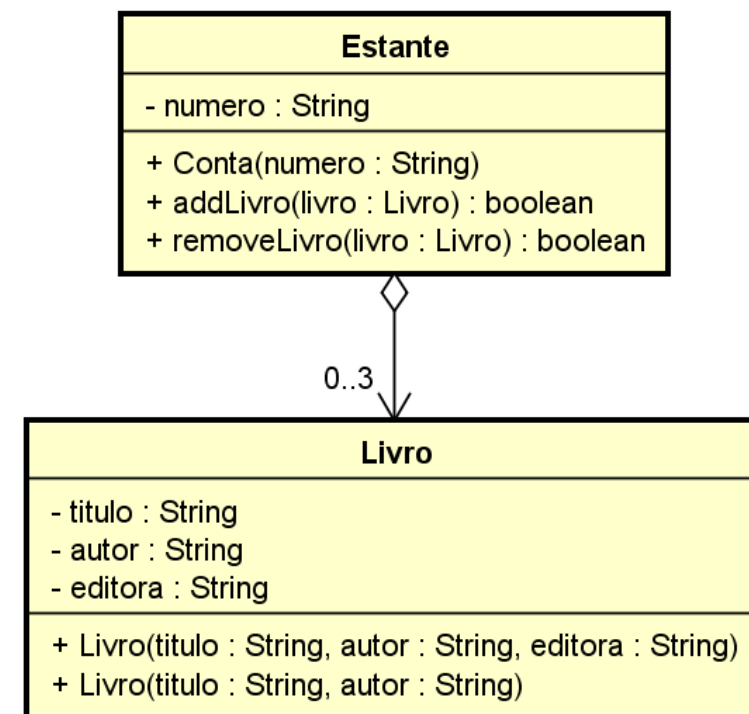 Estante
- numero : String
+ Conta(numero : String)
+ addLivro(livro : Livro) : boolean
+ removeLivro(livro : Livro) : boolean
0..3
Livro
- titulo : String
- autor : String
- editora : String
+ Livro(titulo : String, autor : String, editora : String)
+ Livro(titulo : String, autor : String)